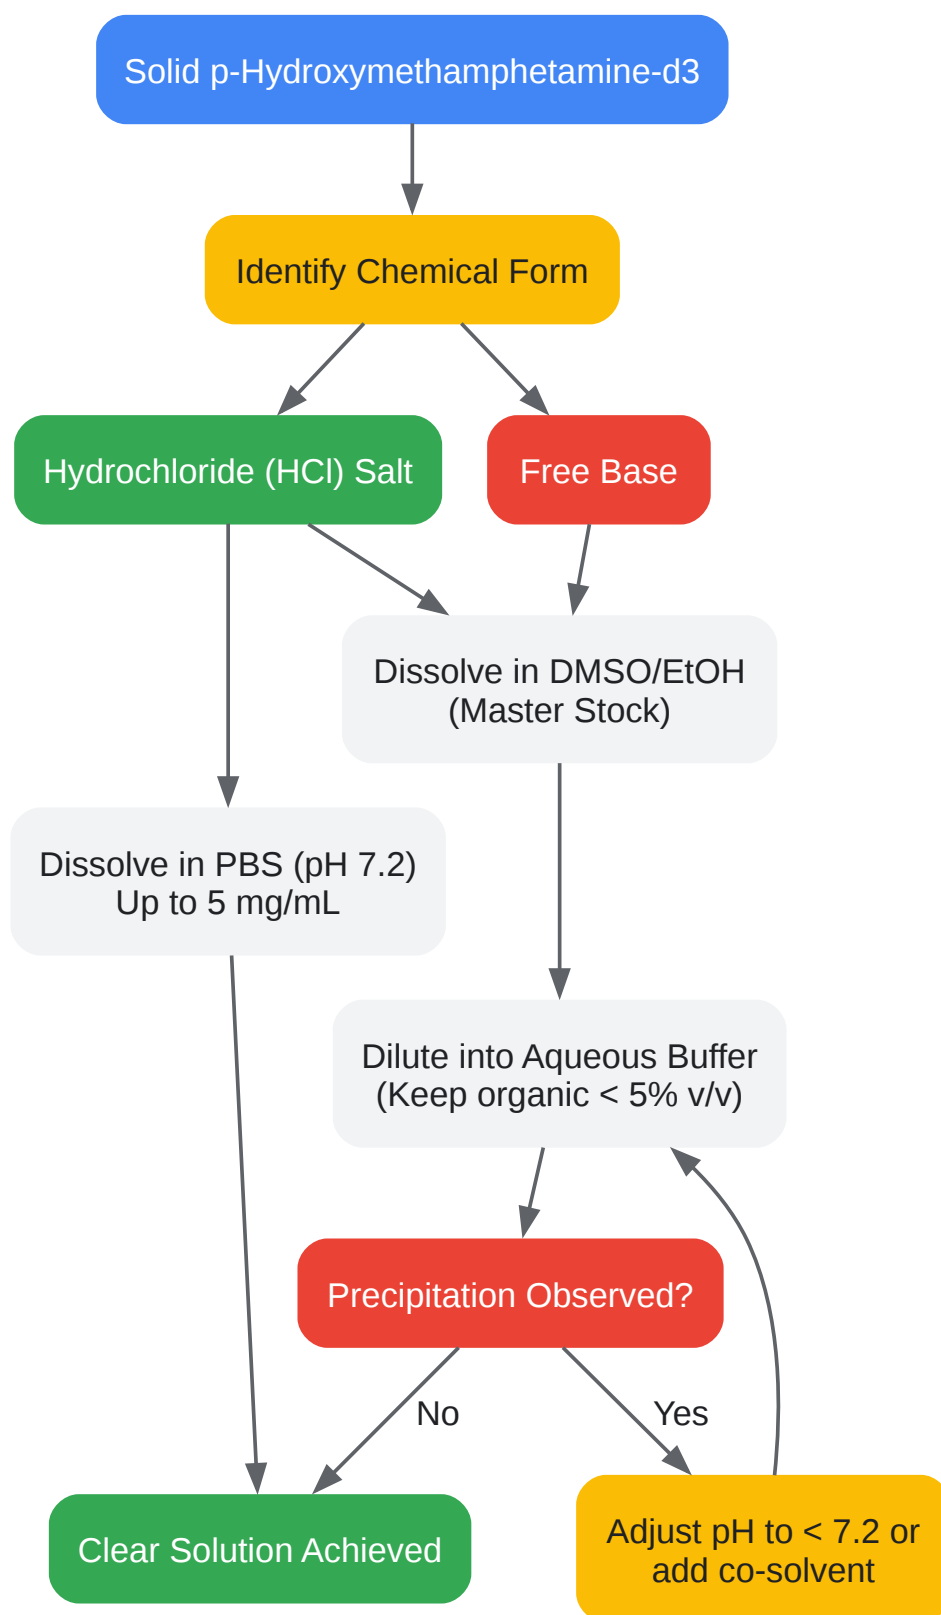 Solid p-Hydroxymethamphetamine-d3
Identify Chemical Form
Hydrochloride (HCl) Salt
Free Base
Dissolve in DMSO/EtOH
(Master Stock)
Dissolve in PBS (pH 7.2)
Up to 5 mg/mL
Dilute into Aqueous Buffer
(Keep organic < 5% v/v)
Precipitation Observed?
No
Yes
Clear Solution Achieved
Adjust pH to < 7.2 or
add co-solvent